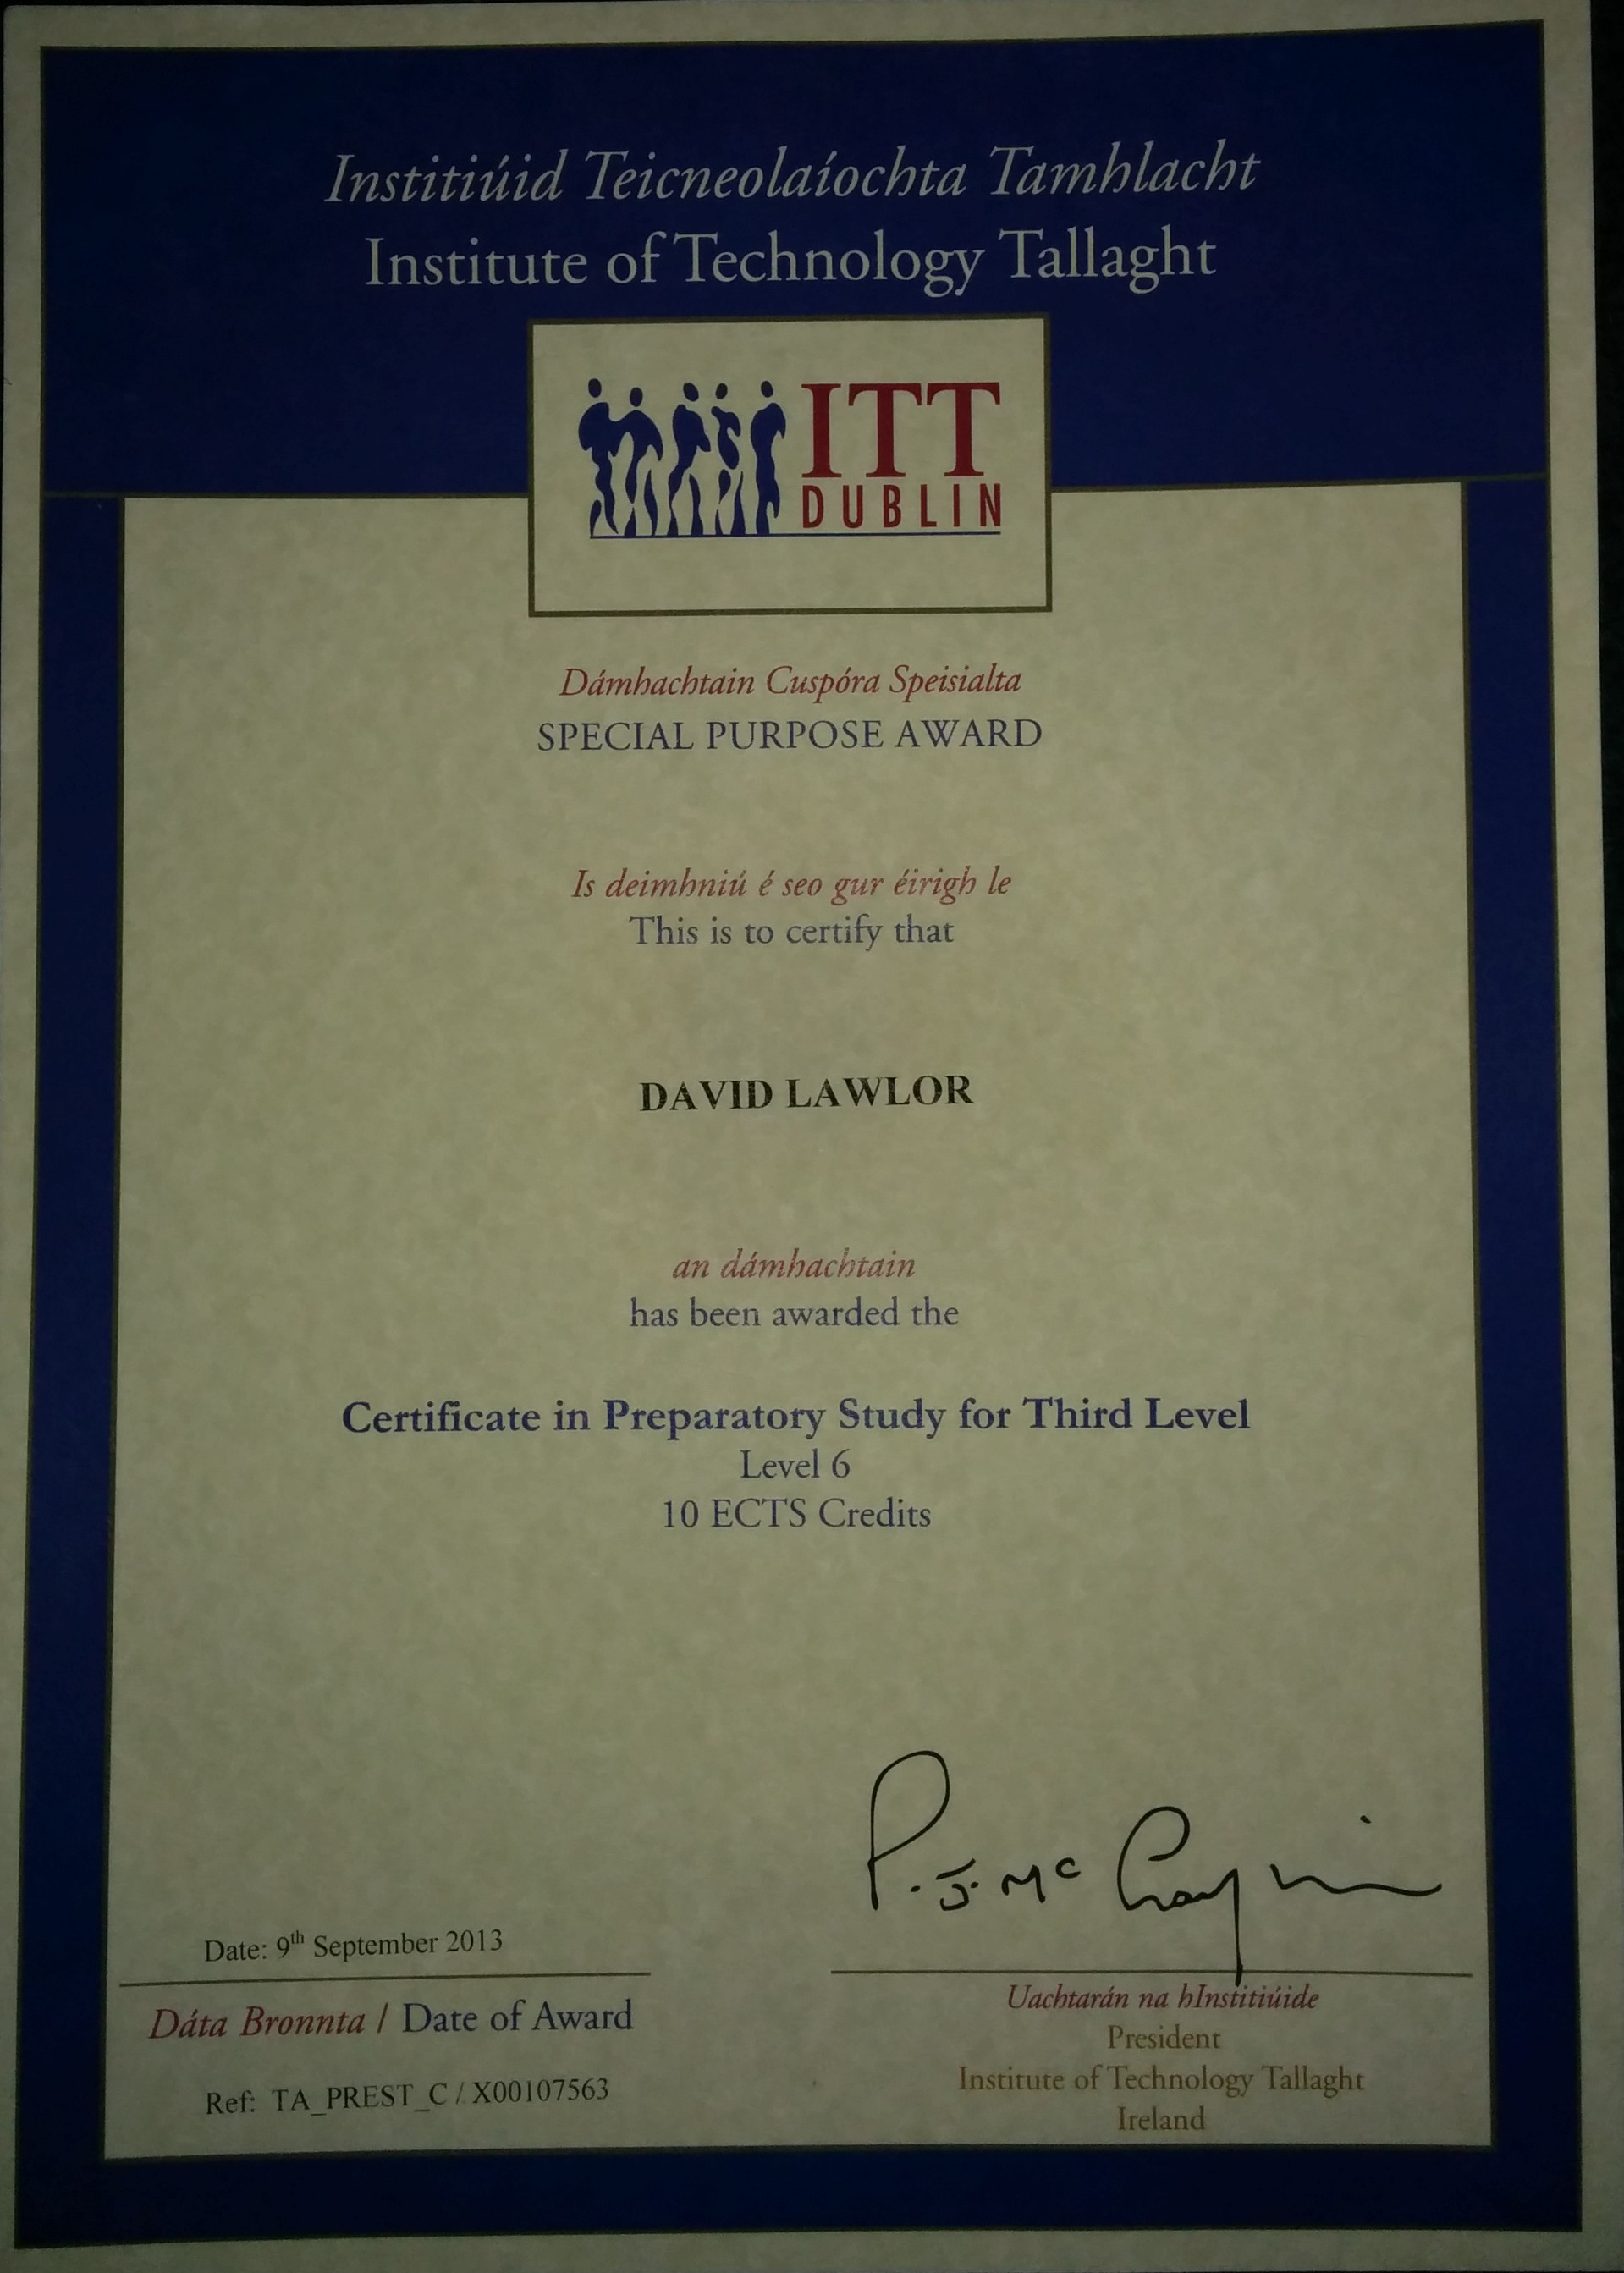 Institiúid Teicneolaíochta Tamhlacht
Institute of Technology Tallaght
ITT
DUBLIN
Dámhachtain Cuspóra Speisialta
SPECIAL PURPOSE AWARD
Is deimhniú é seo gur éirigh le
This is to certify that
DAVID LAWLOR
an dámhachtain
has been awarded the
Certificate in Preparatory Study for Third Level
Level 6
10 ECTS Credits
Date: 9th September 2013
Dáta Bronnta / Date of Award
Ref: TA_PREST_C / X00107563
P. J. Mc
Uachtarán na hInstitiúide
President
Institute of Technology Tallaght
Ireland